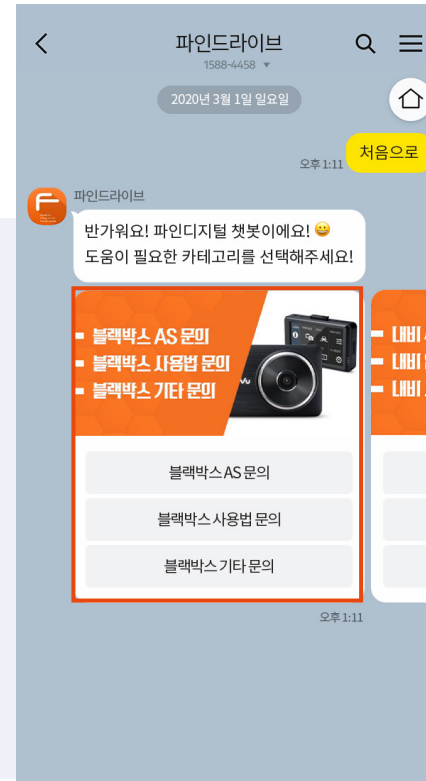 파인드라이브
1588-4458
2020년 3월 1일 일요일
처음으로
오후 1:11
파인드라이브
반가워요! 파인디지털 챗봇이에요! 😀
도움이 필요한 카테고리를 선택해주세요!
블랙박스 AS 문의
블랙박스 사용법 문의
블랙박스 기타 문의
내비
내비
내비
블랙박스 AS 문의
블랙박스 사용법 문의
블랙박스 기타 문의
오후 1:11